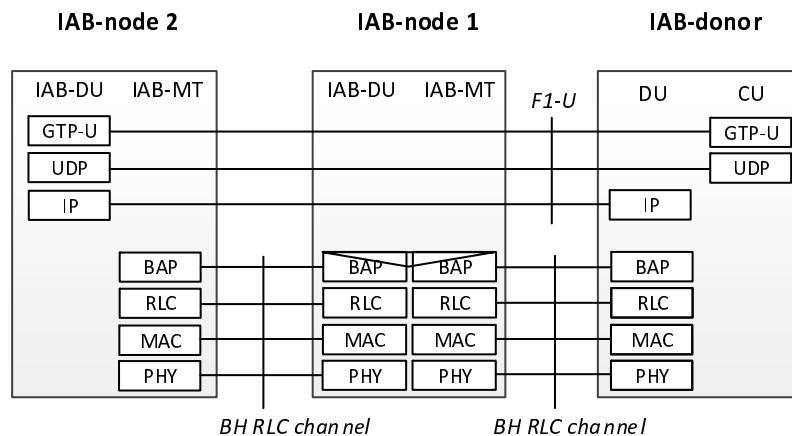 IAB-node 2 IAB-node 1 IAB-donor
IAB-DU IAB-MT IAB-DU IAB-MT F1-U DU CU
GTP-U GTP-U
UDP UDP
IP IP
BAP BAP BAP BAP
RLC RLC RLC RLC
MAC MAC MAC MAC
PHY PHY PHY PHY
BH RLC channel BH RLC channel